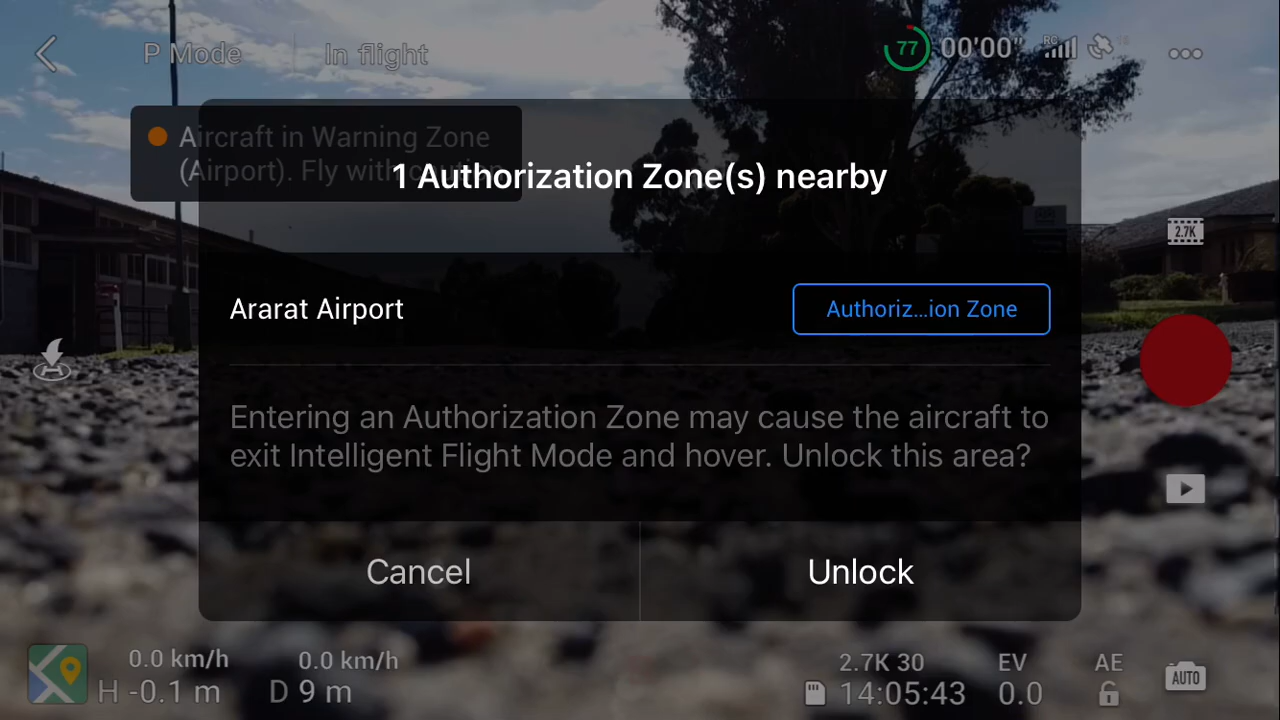 P Mode
In flight
77
00'00"
RC
Aircraft in Warning Zone
(Airport). Fly with caution
1 Authorization Zone(s) nearby
2.7K
Ararat Airport
Authoriz...ion Zone
Entering an Authorization Zone may cause the aircraft to
exit Intelligent Flight Mode and hover. Unlock this area?
Cancel
Unlock
0.0 km/h
0.0 km/h
2.7K 30
EV
AE
H -0.1 m
D 9 m
14:05:43
0.0
AUTO